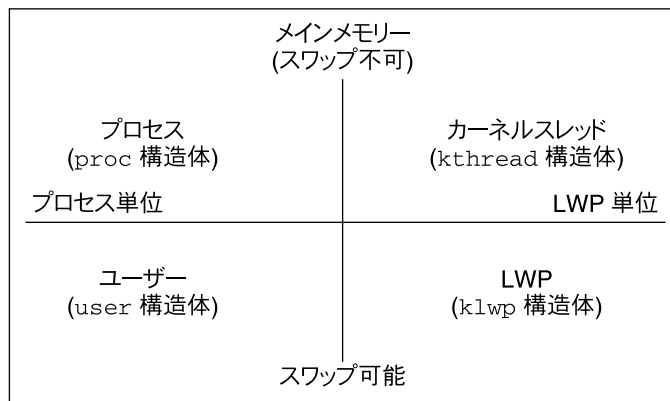 メインメモリー
(スワップ不可)
プロセス
(proc 構造体)
カーネルスレッド
(kthread 構造体)
プロセス単位
LWP 単位
ユーザー
(user 構造体)
LWP
(klwp 構造体)
スワップ可能